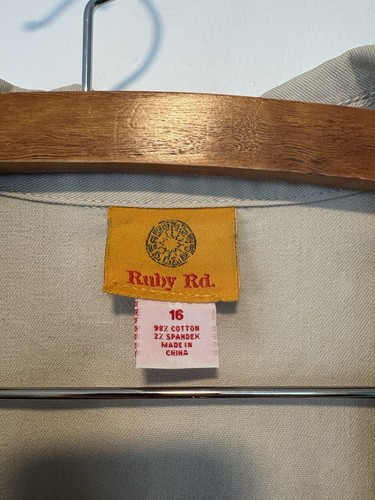 Ruby Rd.
16
98% COTTON
2% SPANDEX
MADE IN
CHINA